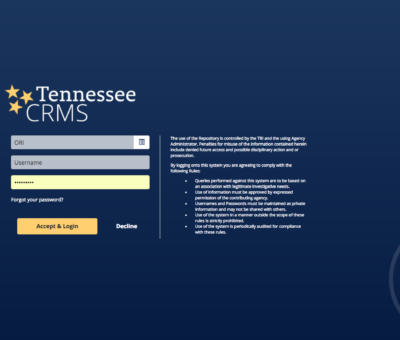 Tennessee
CRMS
ORI
Username
••••••••
Forgot your password?
Accept & Login
Decline
The use of the Repository is controlled by the TBI and the using Agency
Administrator. Penalties for misuse of the information contained herein
include denied future access and possible disciplinary action or
prosecution.
By logging onto this system you are agreeing to comply with the
following Rules:
• Queries performed against this system are to be based on
an association with legitimate investigative needs.
• Use of information must be approved by expressed
permission of the contributing agency.
• Usernames and Passwords must be maintained as private
information and may not be shared with others.
• Use of the system in a manner outside the scope of these
rules is strictly prohibited.
• Use of the system is periodically audited for compliance
with these rules.